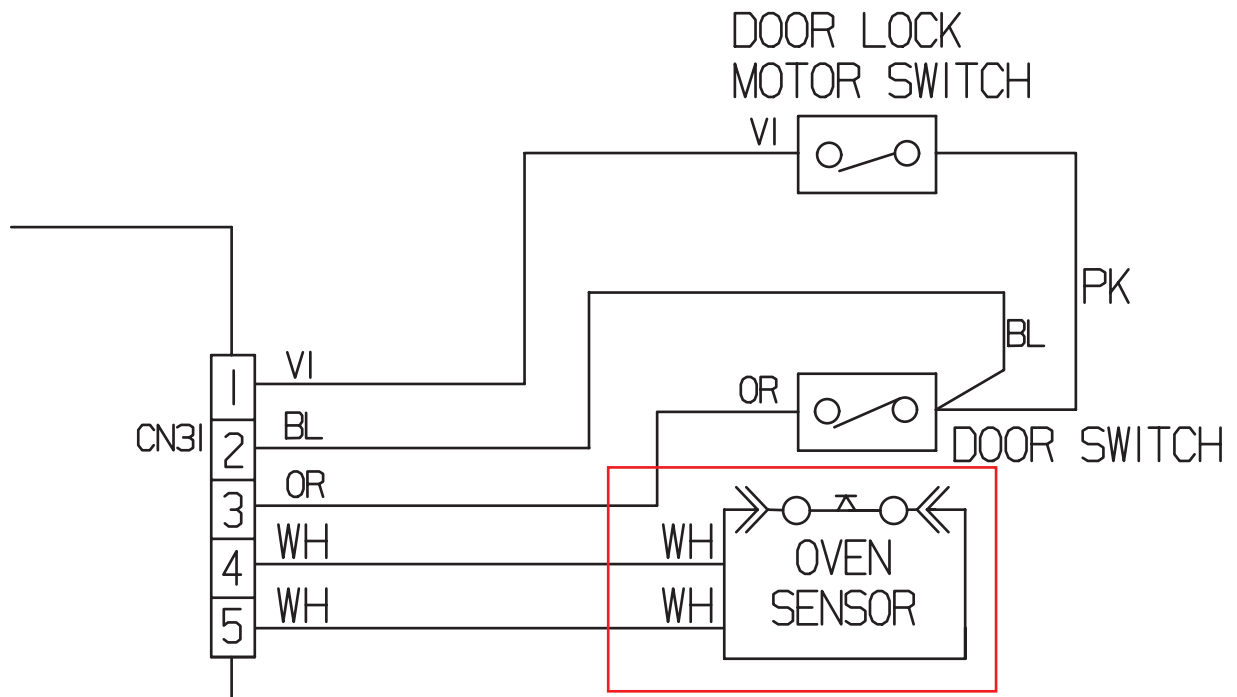 DOOR LOCK
MOTOR SWITCH
VI
PK
BL
VI
OR
CN31
1
2
3
4
5
BL
DOOR SWITCH
OR
WH
WH
OVEN
SENSOR
WH
WH